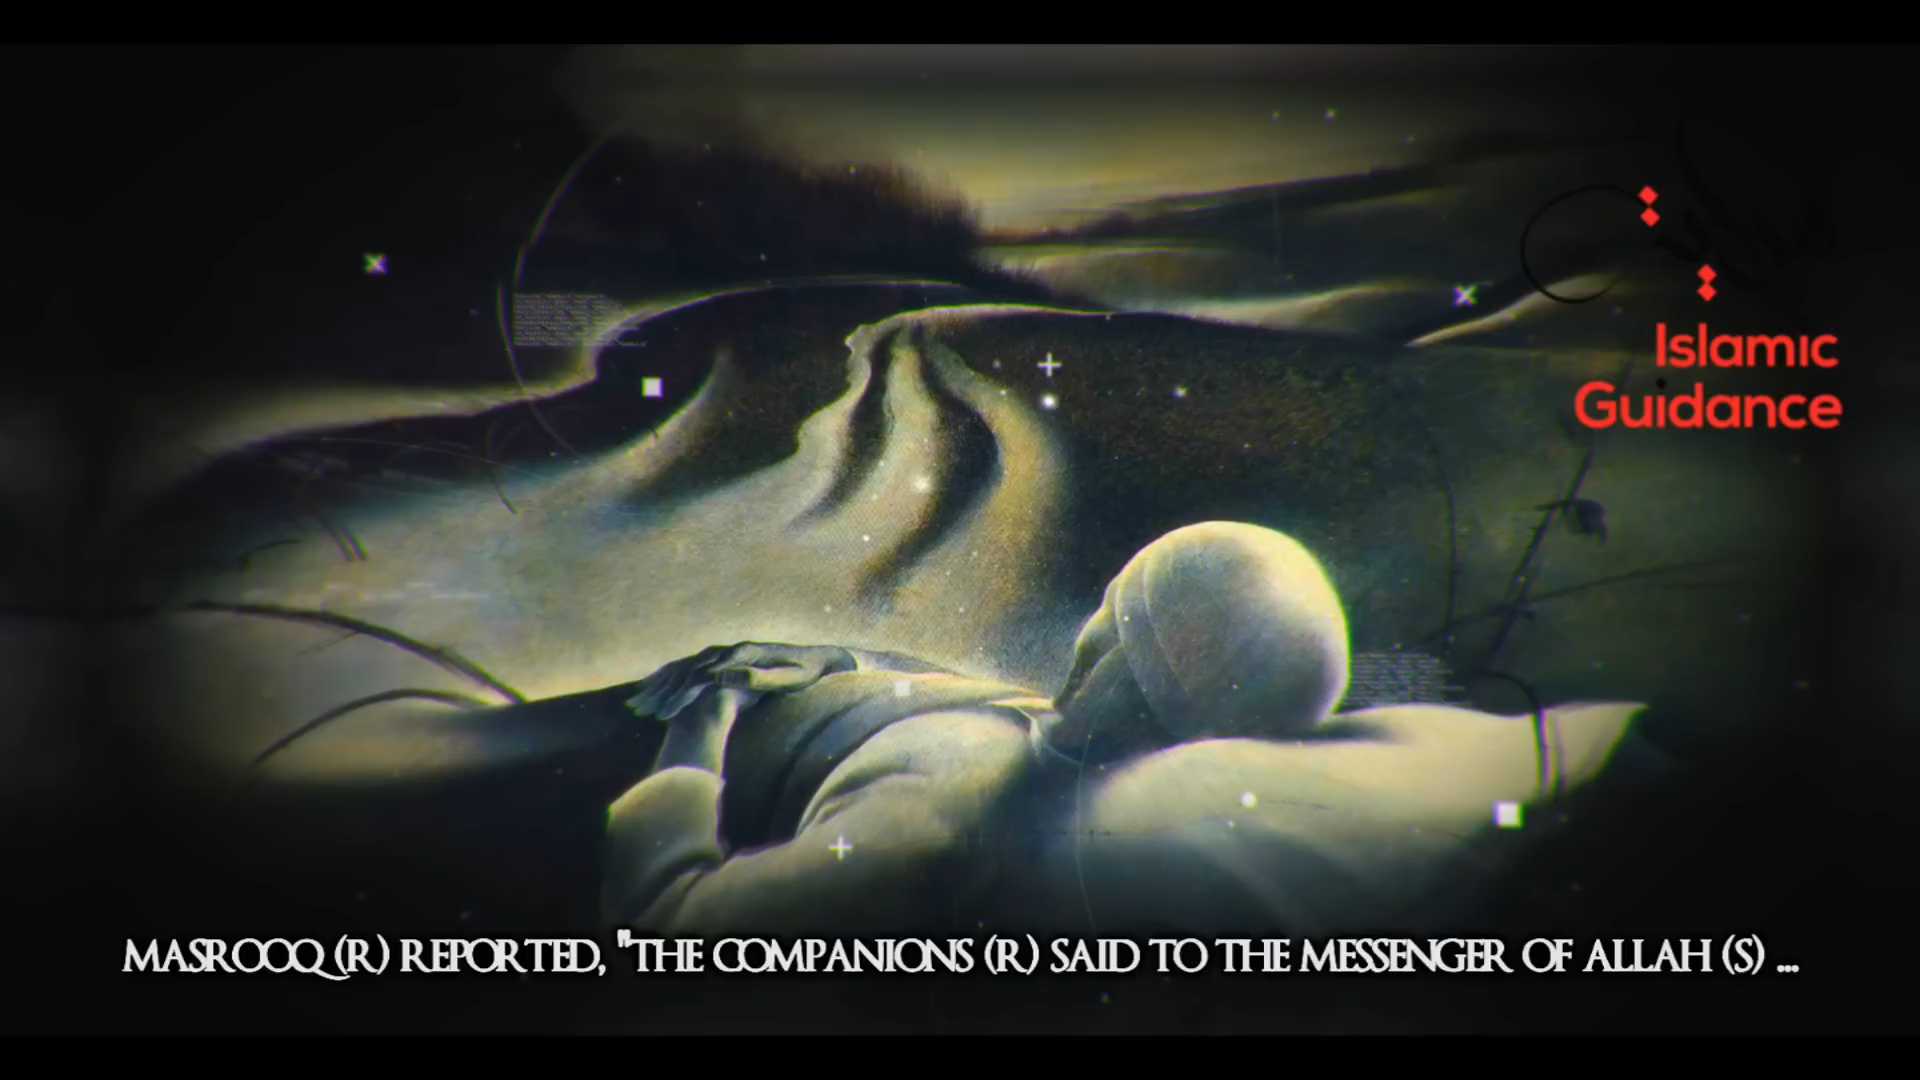 Islamic
Guidance
MASROOQ (R) REPORTED, "THE COMPANIONS (R) SAID TO THE MESSENGER OF ALLAH (S) ...